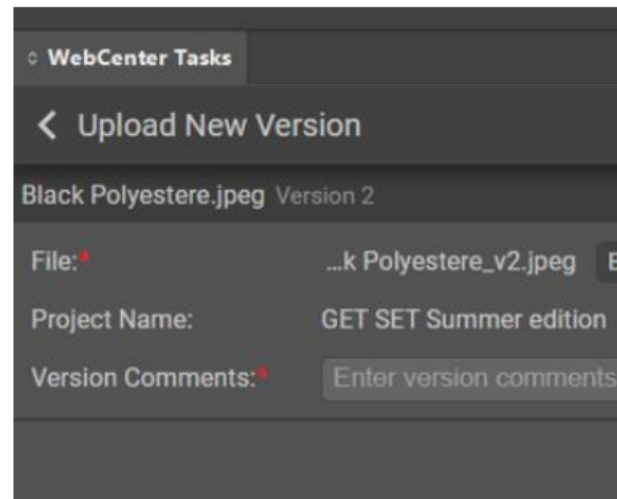 WebCenter Tasks
Upload New Version
Black Polyestere.jpeg Version 2
File:* ...k Polyestere_v2.jpeg
Project Name: GET SET Summer edition
Version Comments:* Enter version comments